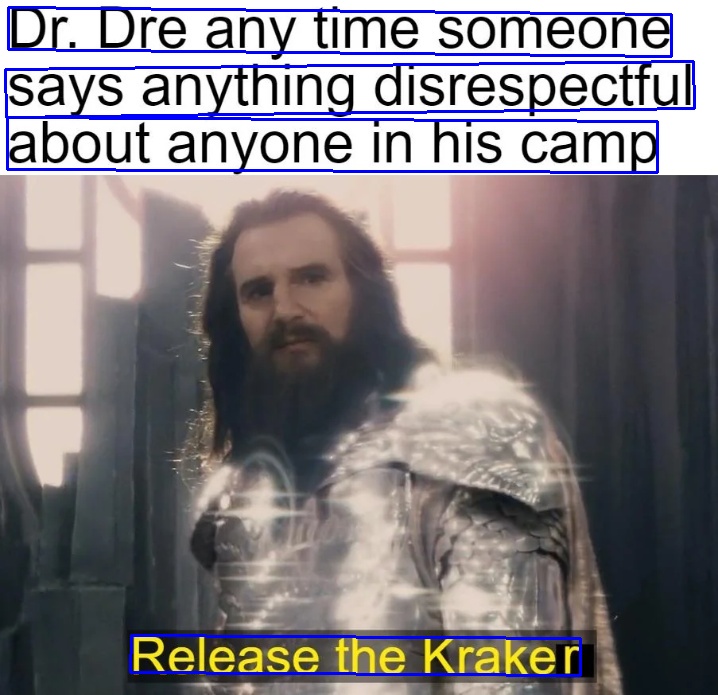 Dr. Dre any time someone
says anything disrespectful
about anyone in his camp
Release the Kraker